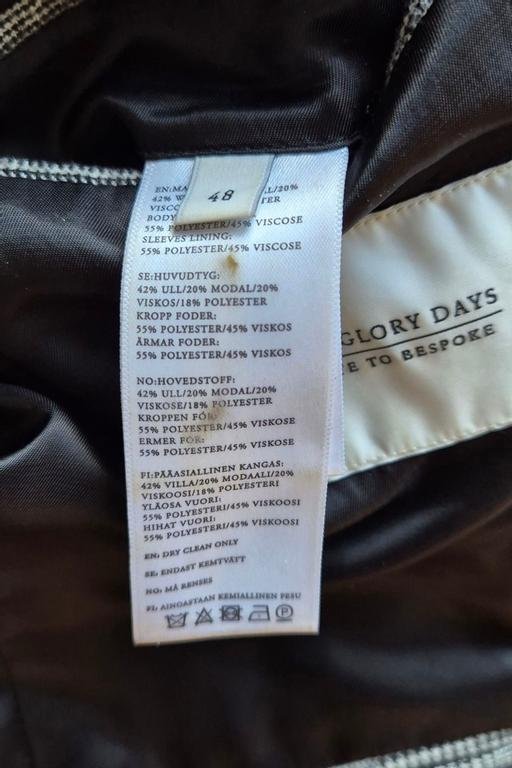 48
EN:MA L/20%
42% W TER
VISCO
BODY
55% POLYESTER/45% VISCOSE
SLEEVES LINING:
55% POLYESTER/45% VISCOSE
SE:HUVUDTYG:
42% ULL/20% MODAL/20%
VISKOS/18% POLYESTER
KROPP FODER:
55% POLYESTER/45% VISKOS
ÄRMAR FODER:
55% POLYESTER/45% VISKOS
NO:HOVEDSTOFF:
42% ULL/20% MODAL/20%
VISKOSE/18% POLYESTER
KROPPEN FÔR:
55% POLYESTER/45% VISKOSE
ERMER FÔR:
55% POLYESTER/45% VISKOSE
FI:PÄÄASIALLINEN KANGAS:
42% VILLA/20% MODAALI/20%
VISKOOSI/18% POLYESTERI
YLÄOSA VUORI:
55% POLYESTERI/45% VISKOOSI
HIHAT VUORI:
55% POLYESTERI/45% VISKOOSI
EN: DRY CLEAN ONLY
SE: ENDAST KEMTVÄTT
NO: MÅ RENSES
FI: AINOASTAAN KEMIALLINEN PESU
P
GLORY DAYS
E TO BESPOKE